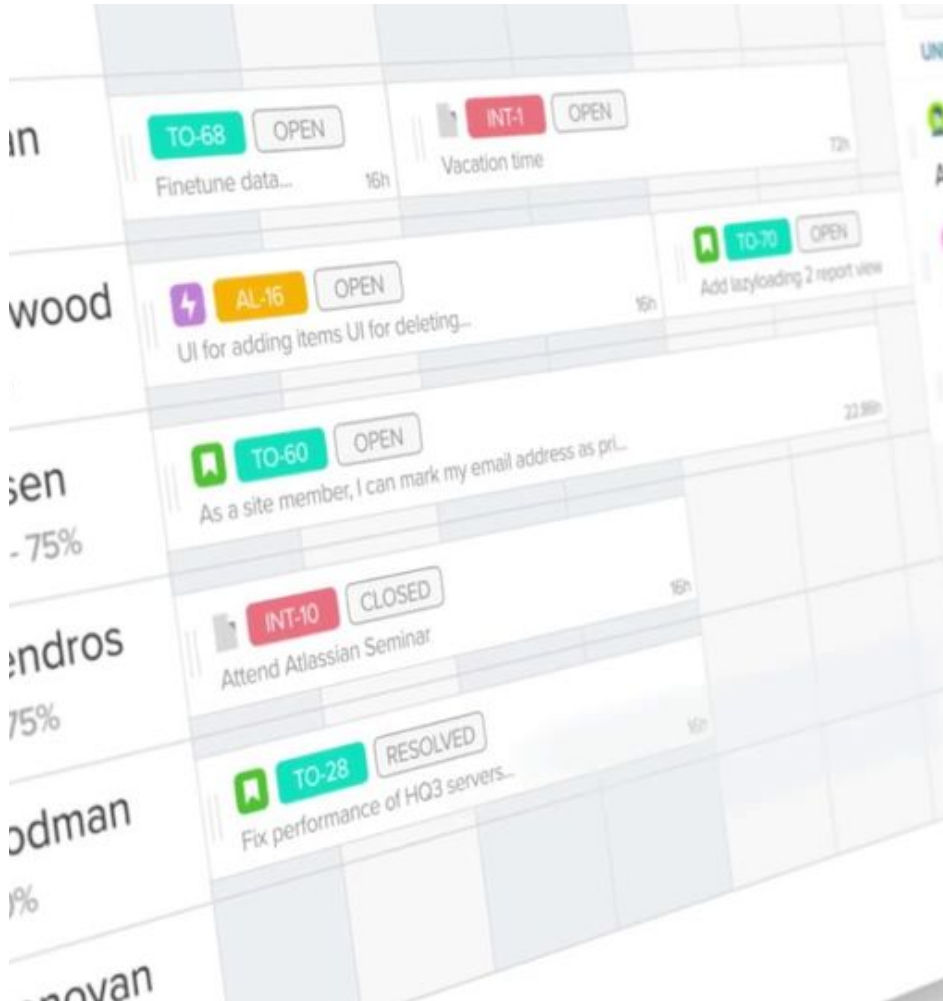 UN
an
TO-68 OPEN
Finetune data... 16h
INT-1 OPEN
Vacation time 72h
wood
AL-16 OPEN
UI for adding items UI for deleting... 16h
TO-70 OPEN
Add lazyloading 2 report view
sen
- 75%
TO-60 OPEN
As a site member, I can mark my email address as pri...
endros
75%
INT-10 CLOSED
Attend Atlassian Seminar 16h
odman
0%
TO-28 RESOLVED
Fix performance of HQ3 servers... 16h
novan